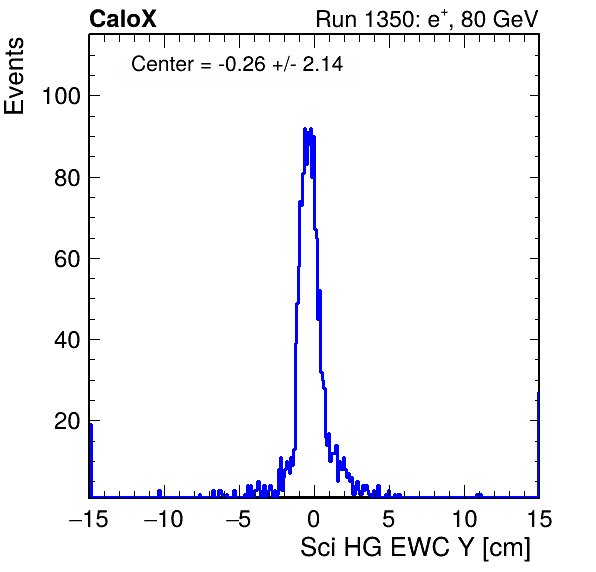 CaloX Run 1350: e+, 80 GeV
Center = -0.26 +/- 2.14
Events
100
80
60
40
20
−15 −10 −5 0 5 10 15
Sci HG EWC Y [cm]